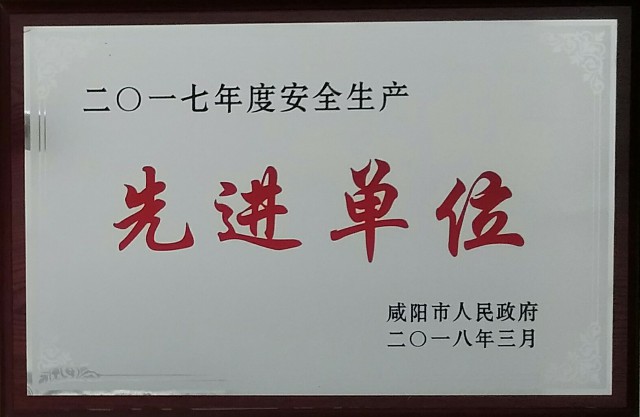 二〇一七年度安全生产
先进单位
咸阳市人民政府
二〇一八年三月